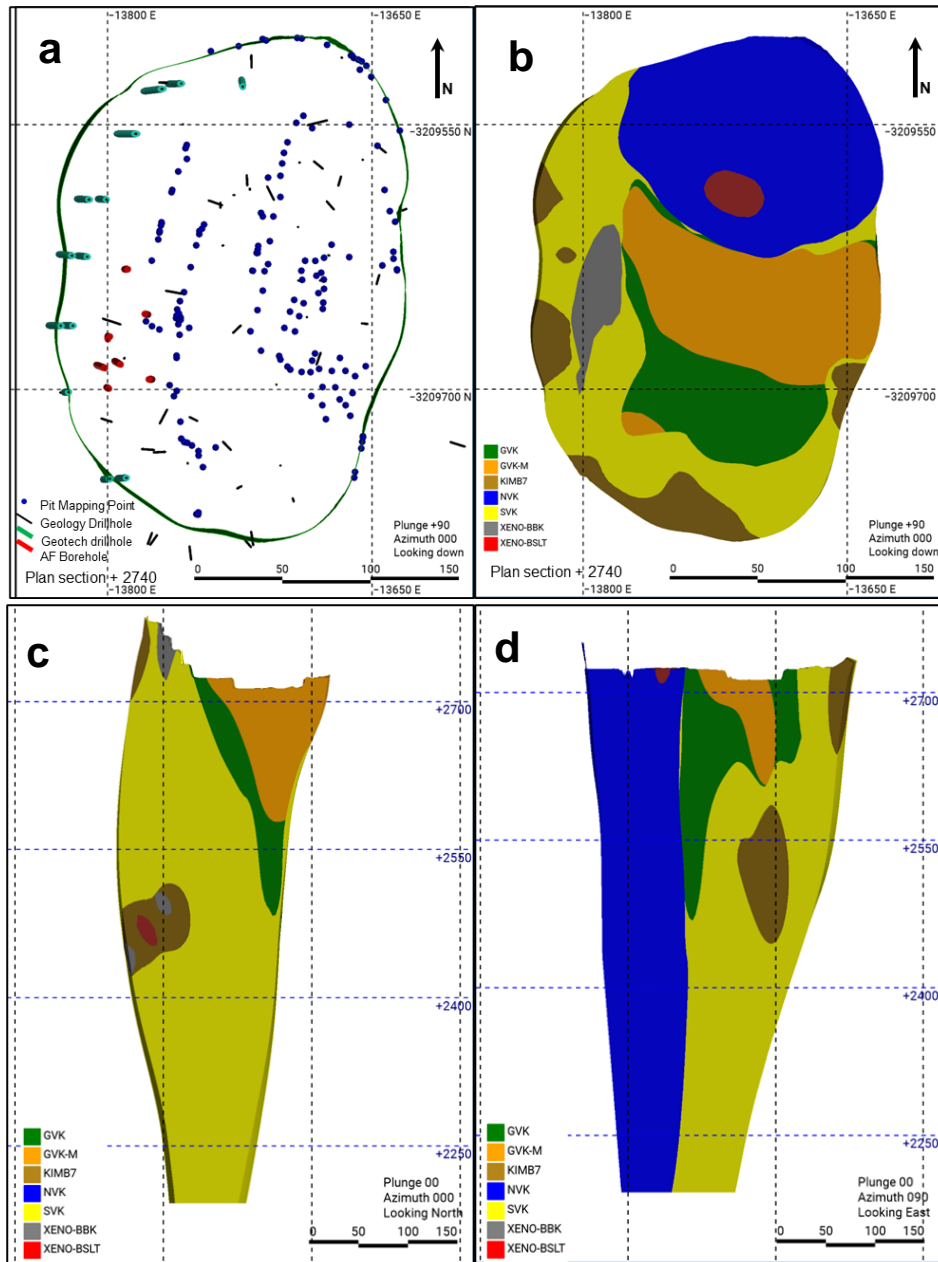 a
−13800
−13650
N
−3209550 N
−3209700 N
Pit Mapping Point
Geology Drillhole
Geotech drillhole
AF Borehole
Plunge +90
Azimuth 000
Looking down
Plan section + 2740
0 50 100 150
−13800 E
−13650 E
b
−13800
−13650
N
−3209550
−3209700
GVK
GVK-M
KIMB7
NVK
SVK
XENO-BBK
XENO-BSLT
Plunge +90
Azimuth 000
Looking down
Plan section + 2740
0 50 100 150
−13800 E
−13650 E
c
+2700
+2550
+2400
+2250
GVK
GVK-M
KIMB7
NVK
SVK
XENO-BBK
XENO-BSLT
Plunge 00
Azimuth 000
Looking North
0 50 100 150
d
+2700
+2550
+2400
+2250
GVK
GVK-M
KIMB7
NVK
SVK
XENO-BBK
XENO-BSLT
Plunge 00
Azimuth 090
Looking East
0 50 100 150